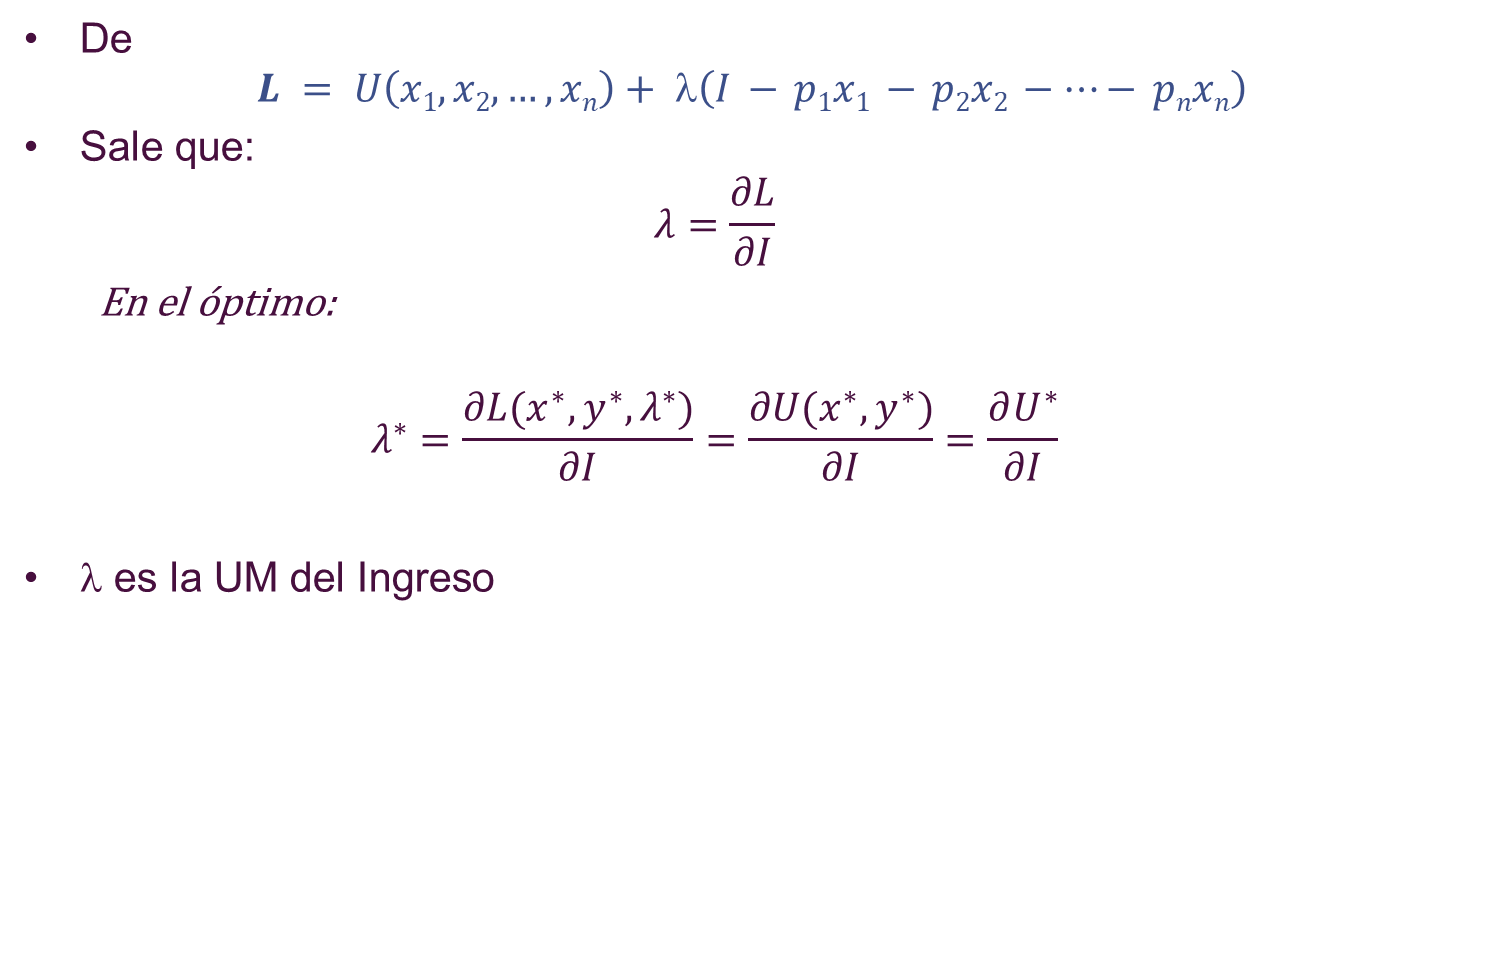 • De
L = U(x₁, x₂, … , xₙ) + λ(I − p₁x₁ − p₂x₂ − ⋯ − pₙxₙ)
• Sale que:
λ = ∂L/∂I
En el óptimo:
λ* = ∂L(x*, y*, λ*)/∂I = ∂U(x*, y*)/∂I = ∂U*/∂I
• λ es la UM del Ingreso